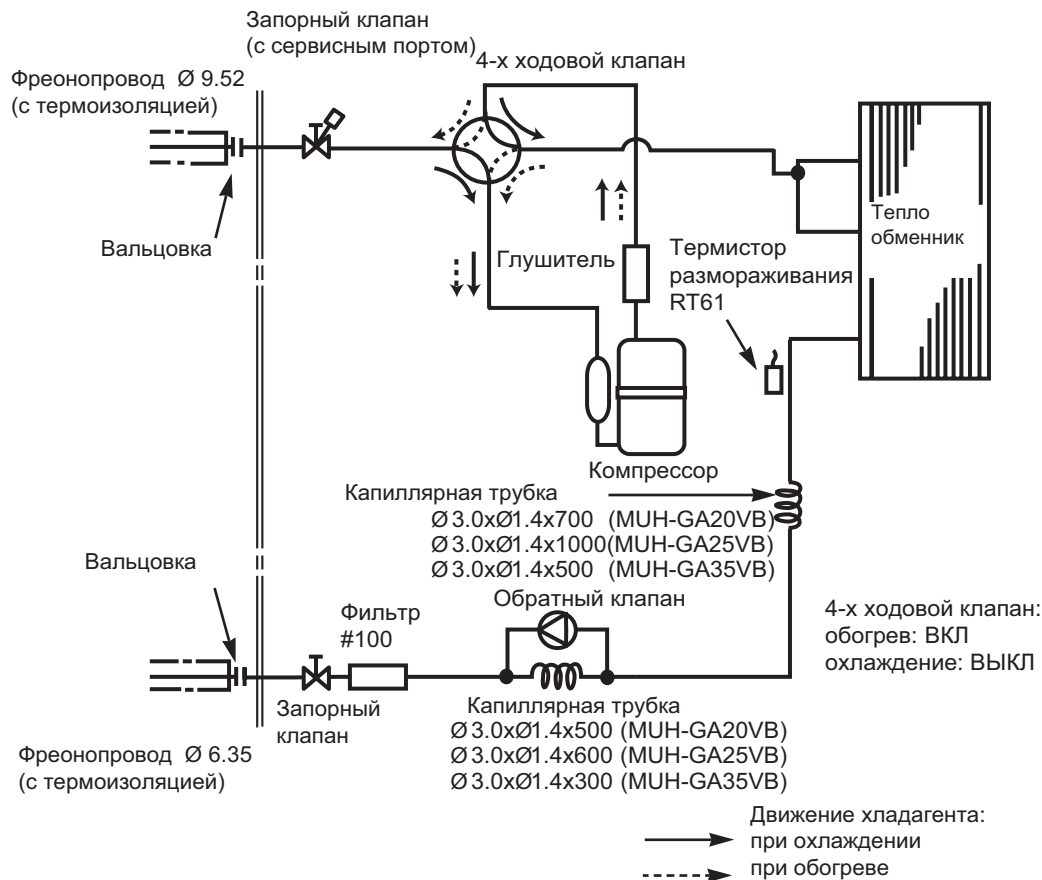 Запорный клапан
(с сервисным портом)
4-х ходовой клапан
Фреонопровод Ø 9.52
(с термоизоляцией)
Вальцовка
Глушитель
Термистор
размораживания
RT61
Тепло
обменник
Компрессор
Капиллярная трубка
Ø 3.0xØ1.4x700 (MUH-GA20VB)
Ø 3.0xØ1.4x1000(MUH-GA25VB)
Ø 3.0xØ1.4x500 (MUH-GA35VB)
Вальцовка
Фильтр
#100
Обратный клапан
4-х ходовой клапан:
обогрев: ВКЛ
охлаждение: ВЫКЛ
Запорный
клапан
Капиллярная трубка
Ø 3.0xØ1.4x500 (MUH-GA20VB)
Ø 3.0xØ1.4x600 (MUH-GA25VB)
Ø 3.0xØ1.4x300 (MUH-GA35VB)
Фреонопровод Ø 6.35
(с термоизоляцией)
Движение хладагента:
при охлаждении
при обогреве